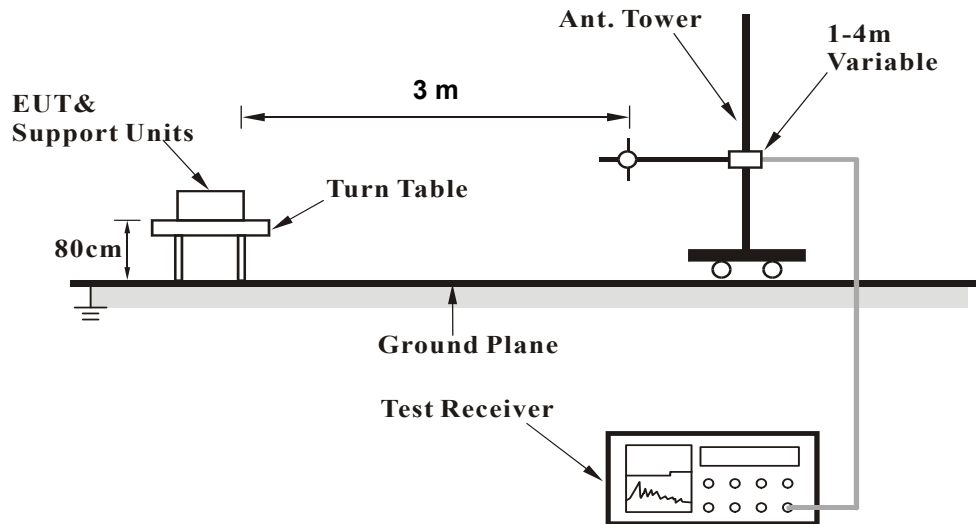 Ant. Tower
1-4m
Variable
3 m
EUT&
Support Units
Turn Table
80cm
Ground Plane
Test Receiver